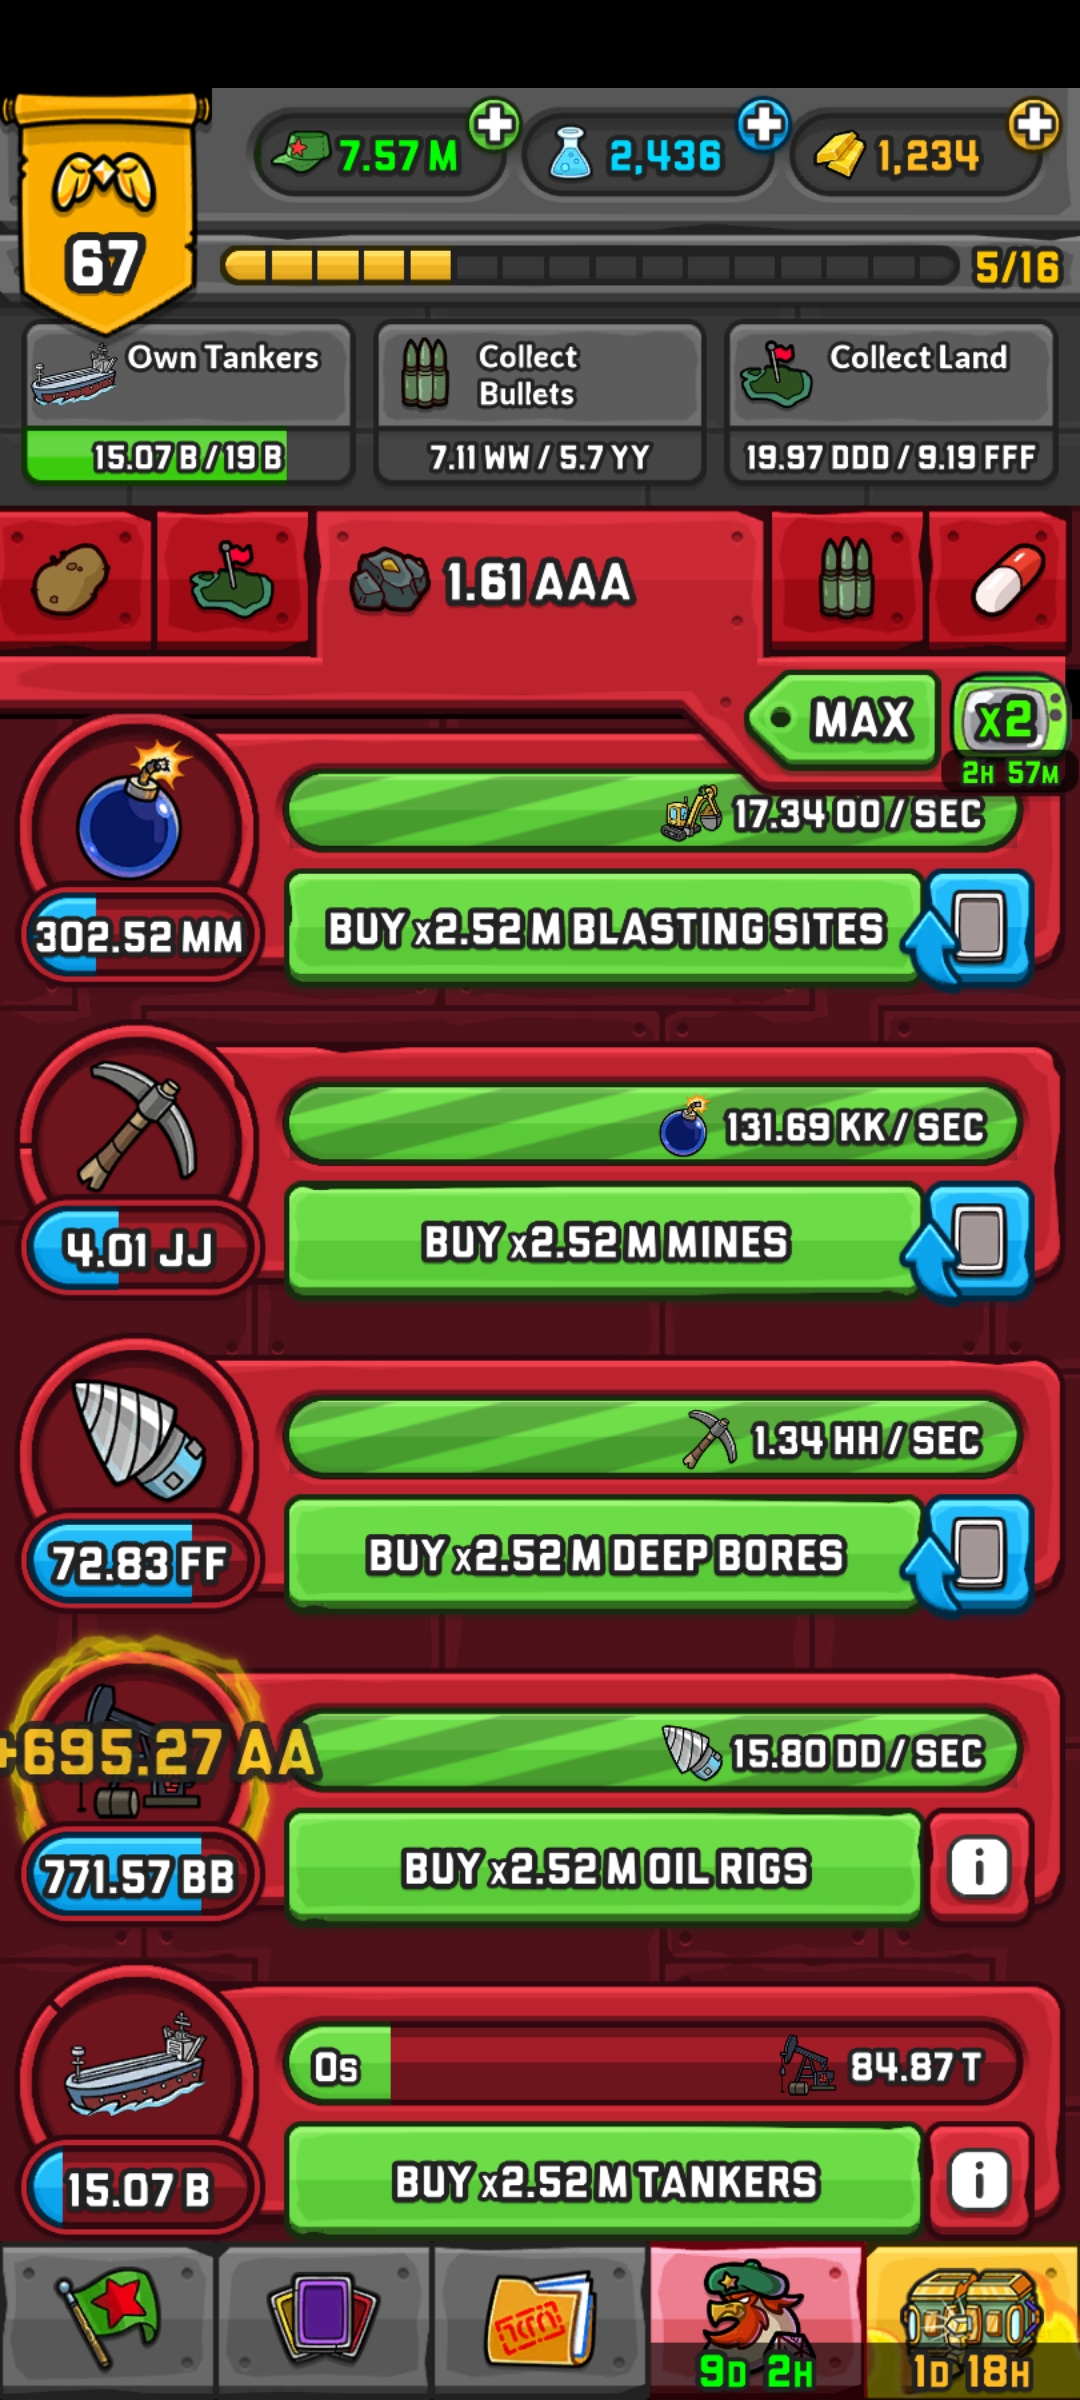 7.57 M
2,436
1,234
67
5/16
Own Tankers
15.07 B / 19 B
Collect
Bullets
7.11 WW / 5.7 YY
Collect Land
19.97 DDD / 9.19 FFF
1.61 AAA
MAX
x2
2H 57M
17.34 OO / SEC
302.52 MM
BUY x2.52 M BLASTING SITES
131.69 KK / SEC
4.01 JJ
BUY x2.52 M MINES
1.34 HH / SEC
72.83 FF
BUY x2.52 M DEEP BORES
+695.27 AA
15.80 DD / SEC
771.57 BB
BUY x2.52 M OIL RIGS
i
0s
84.87 T
15.07 B
BUY x2.52 M TANKERS
i
9D 2H
1D 18H